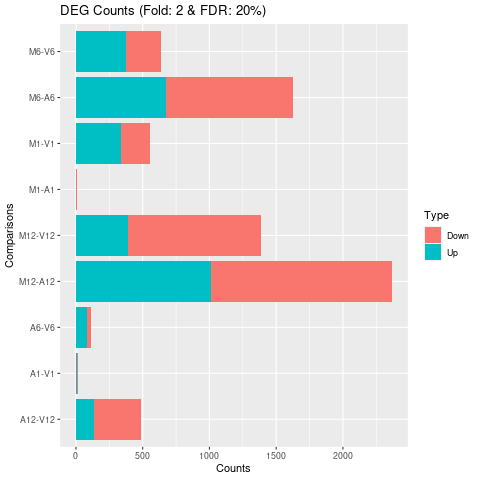 DEG Counts (Fold: 2 & FDR: 20%)
M6-V6
M6-A6
M1-V1
M1-A1
M12-V12
M12-A12
A6-V6
A1-V1
A12-V12
Comparisons
0 500 1000 1500 2000
Counts
Type
Down
Up